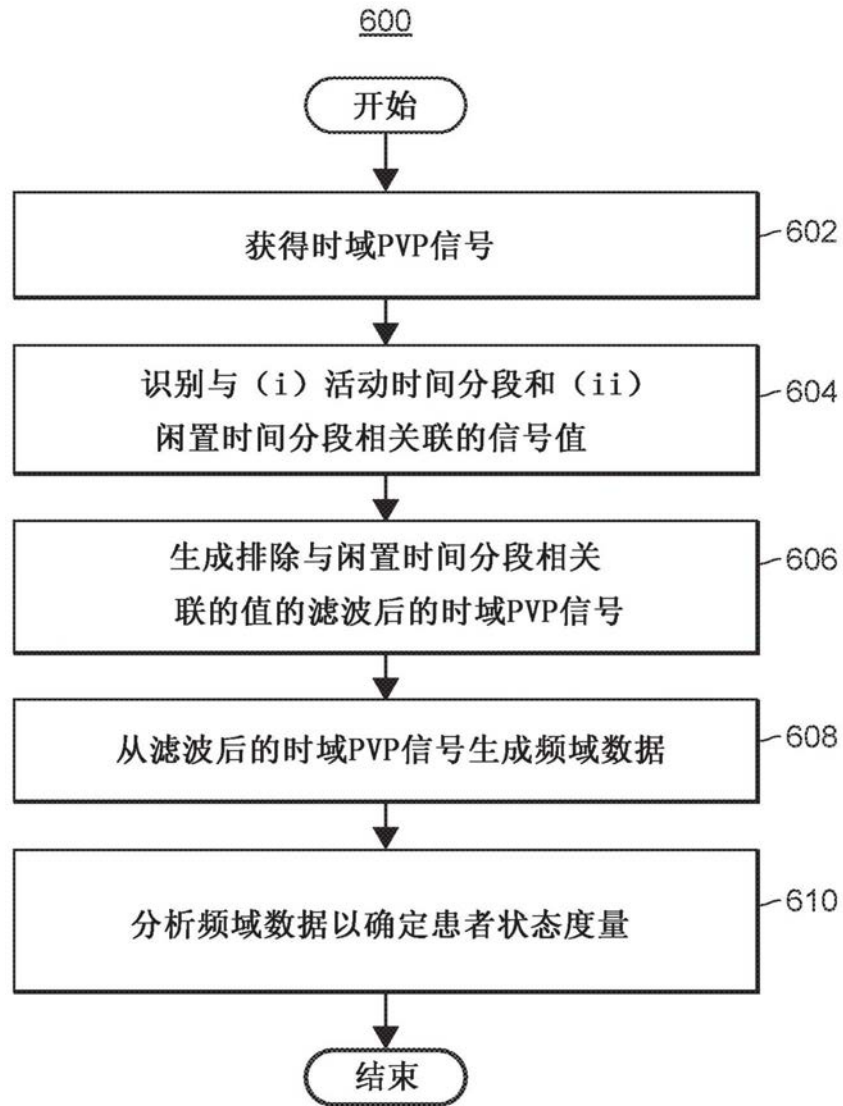 600
开始
获得时域PVP信号
602
识别与（i）活动时间分段和（ii）
闲置时间分段相关联的信号值
604
生成排除与闲置时间分段相关
联的值的滤波后的时域PVP信号
606
从滤波后的时域PVP信号生成频域数据
608
分析频域数据以确定患者状态度量
610
结束